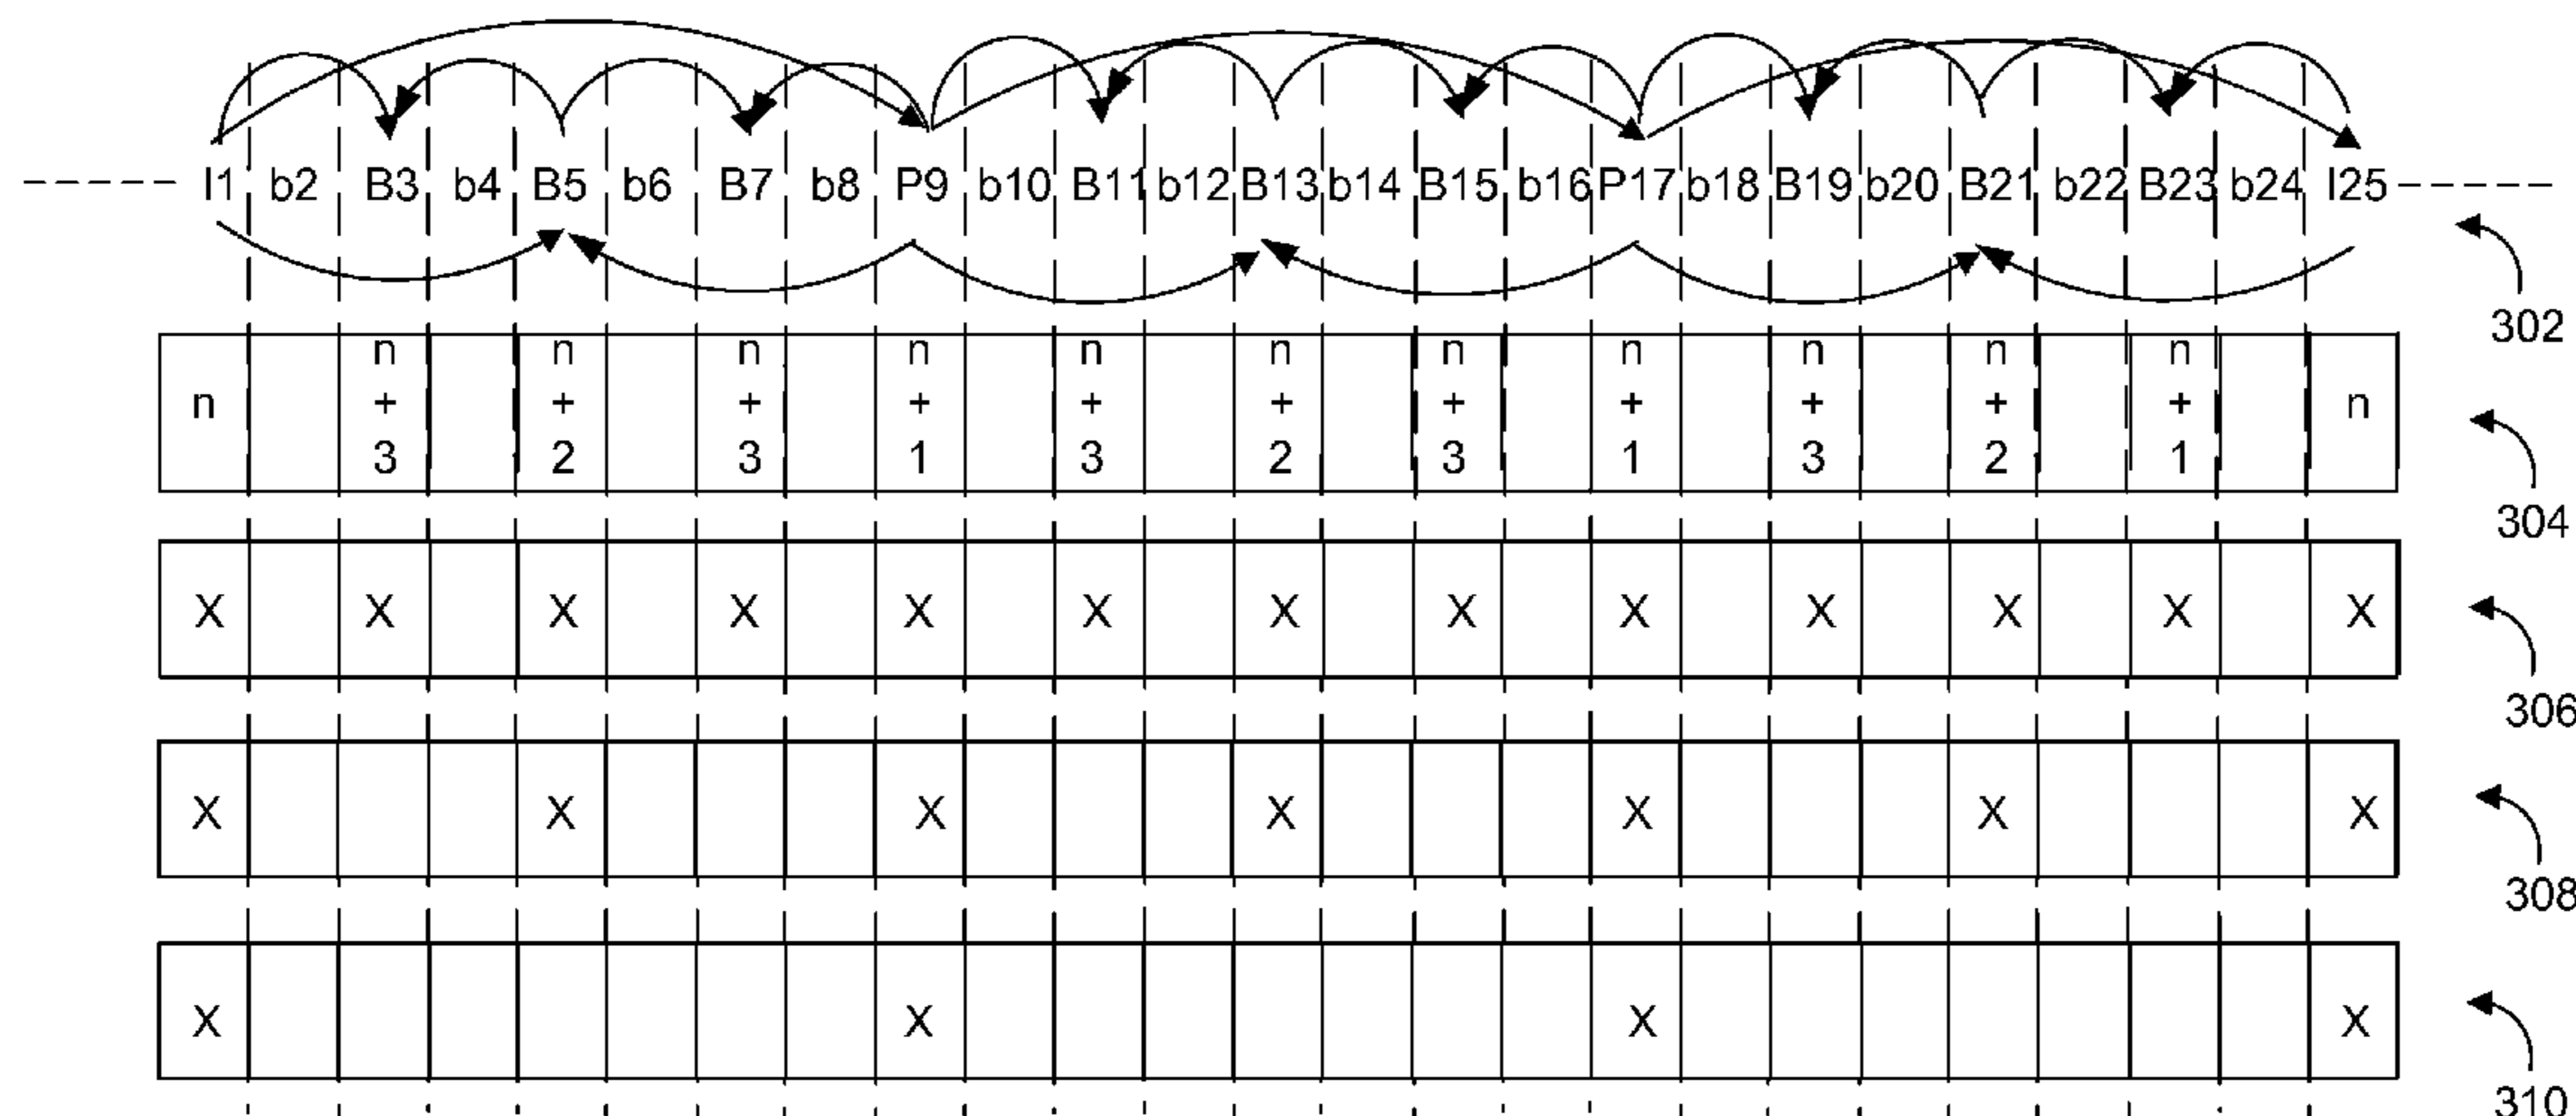 I1 b2 B3 b4 B5 b6 B7 b8 P9 b10 B11 b12 B13 b14 B15 b16 P17 b18 B19 b20 B21 b22 B23 b24 I25
302
n n n n n n n n n n n
n + + + + + + + + + + + n
3 2 3 1 3 2 3 1 3 2 1
304
X X X X X X X X X X X X X
306
X X X X X X X
308
X X X X
310